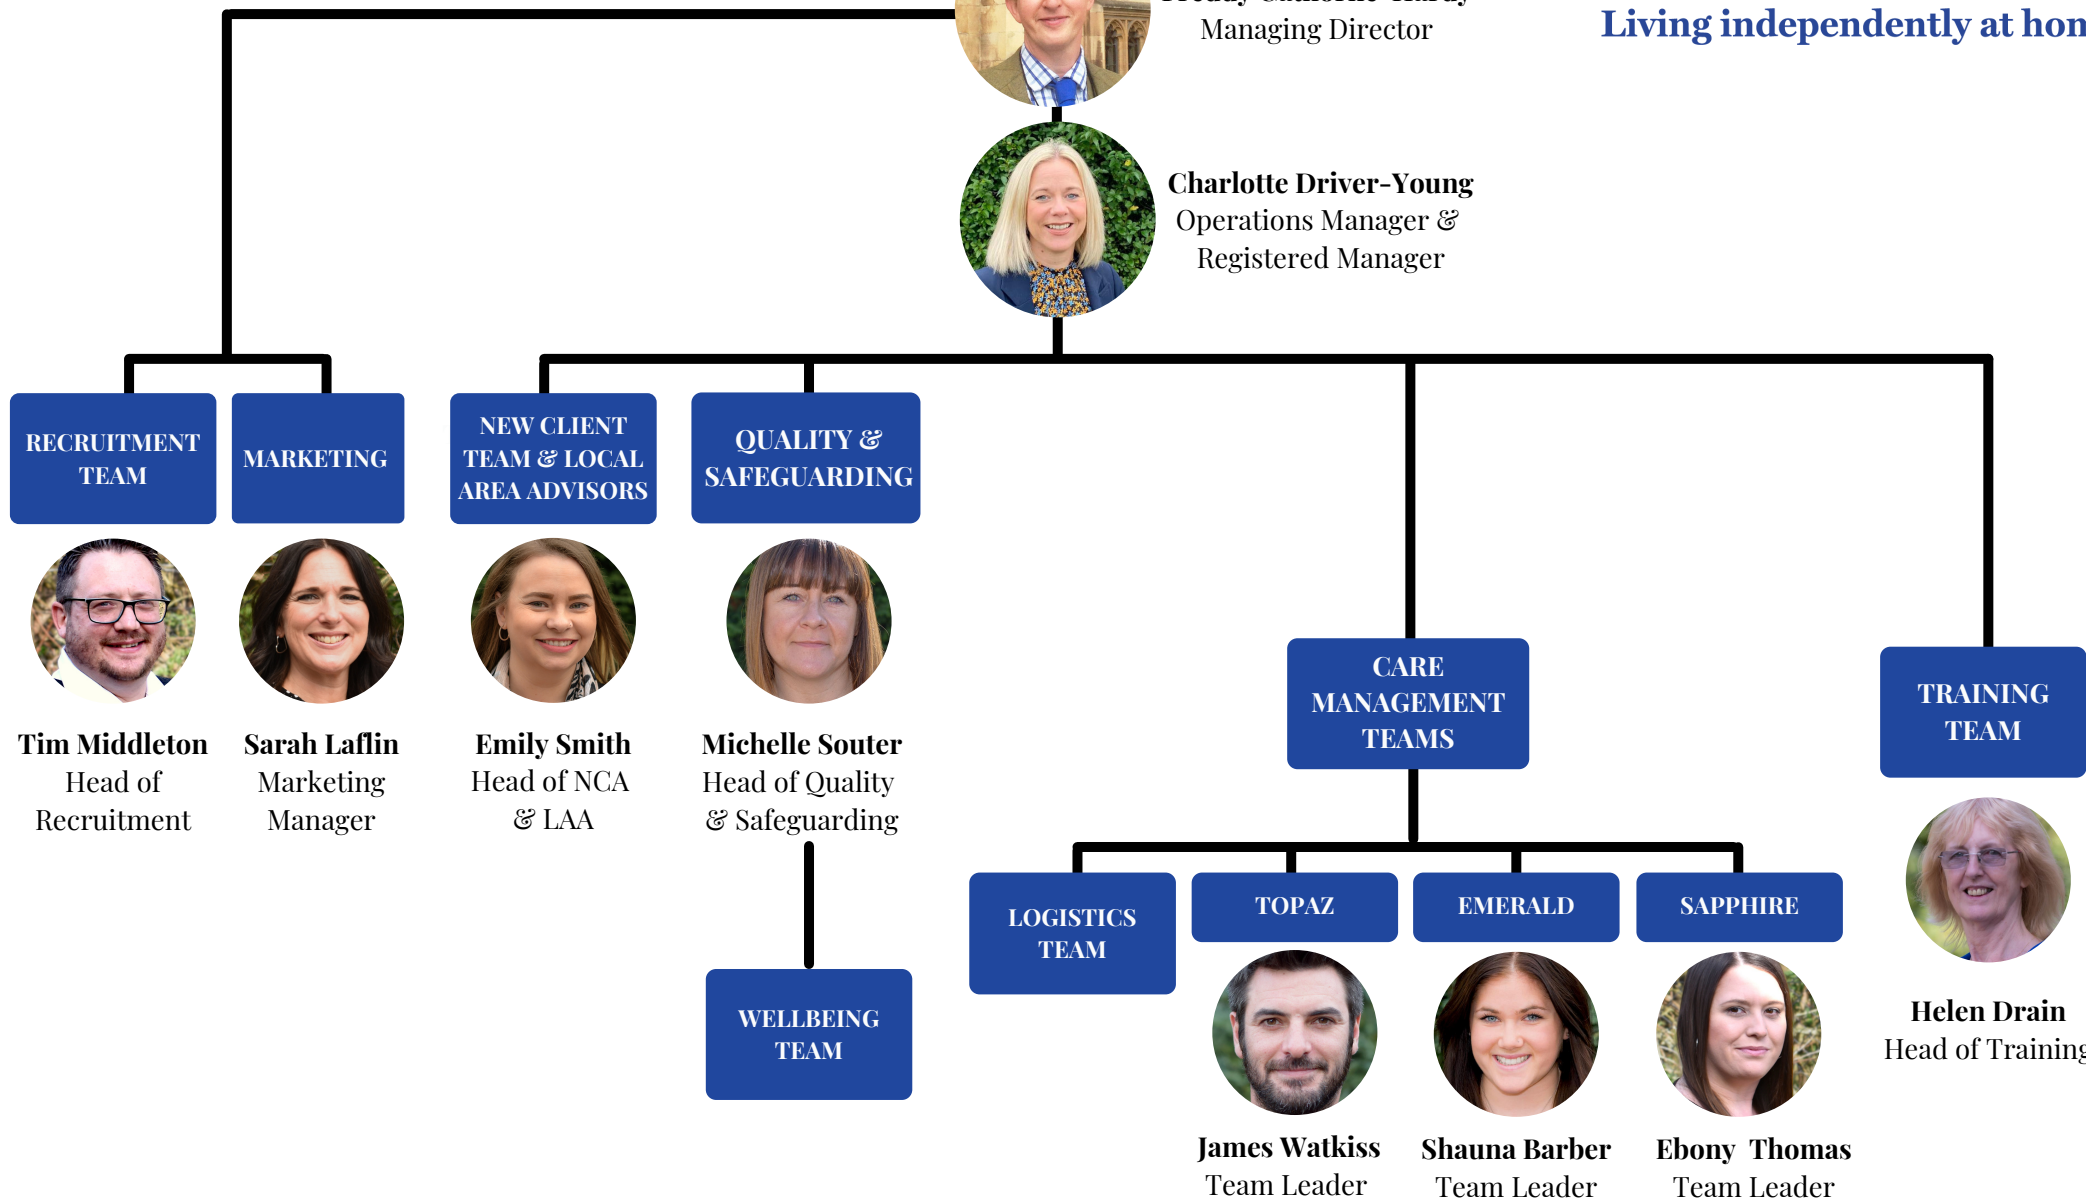 Managing Director
Living independently at hom
Charlotte Driver-Young
Operations Manager &
Registered Manager
RECRUITMENT
TEAM
MARKETING
NEW CLIENT
TEAM & LOCAL
AREA ADVISORS
QUALITY &
SAFEGUARDING
Tim Middleton
Head of
Recruitment
Sarah Laflin
Marketing
Manager
Emily Smith
Head of NCA
& LAA
Michelle Souter
Head of Quality
& Safeguarding
WELLBEING
TEAM
CARE
MANAGEMENT
TEAMS
LOGISTICS
TEAM
TOPAZ
EMERALD
SAPPHIRE
James Watkiss
Team Leader
Shauna Barber
Team Leader
Ebony Thomas
Team Leader
TRAINING
TEAM
Helen Drain
Head of Training